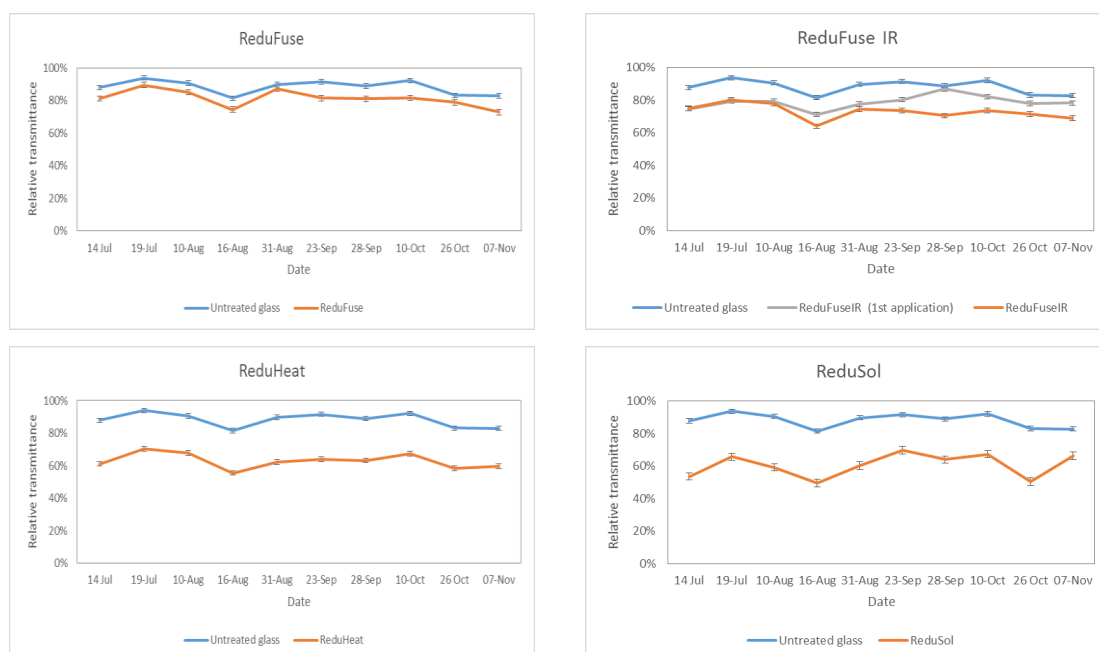 ReduFuse
100%
80%
60%
40%
20%
0%
Relative transmittance
14 Jul 19-Jul 10-Aug 16-Aug 31-Aug 23-Sep 28-Sep 10-Oct 26 Oct 07-Nov
Date
Untreated glass ReduFuse
ReduFuse IR
100%
80%
60%
40%
20%
0%
Relative transmittance
14 Jul 19-Jul 10-Aug 16-Aug 31-Aug 23-Sep 28-Sep 10-Oct 26 Oct 07-Nov
Date
Untreated glass ReduFuseIR (1st application) ReduFuseIR
ReduHeat
100%
80%
60%
40%
20%
0%
Relative transmittance
14 Jul 19-Jul 10-Aug 16-Aug 31-Aug 23-Sep 28-Sep 10-Oct 26 Oct 07-Nov
Date
Untreated glass ReduHeat
ReduSol
100%
80%
60%
40%
20%
0%
Relative transmittance
14 Jul 19-Jul 10-Aug 16-Aug 31-Aug 23-Sep 28-Sep 10-Oct 26 Oct 07-Nov
Date
Untreated glass ReduSol